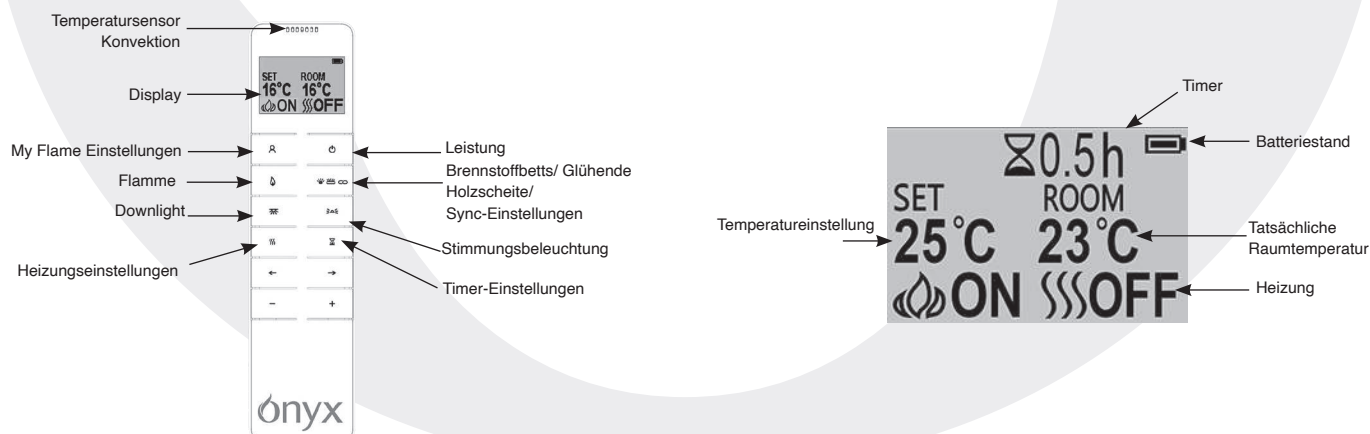 Temperatursensor
Konvektion
Display
My Flame Einstellungen
Flamme
Downlight
Heizungseinstellungen
SET ROOM
16°C 16°C
ON OFF
← →
− +
ónyx
Leistung
Brennstoffbetts/ Glühende
Holzscheite/
Sync-Einstellungen
Stimmungsbeleuchtung
Timer-Einstellungen
Timer
Batteriestand
Temperatureinstellung
Tatsächliche
Raumtemperatur
Heizung
0.5h
SET ROOM
25°C 23°C
ON OFF